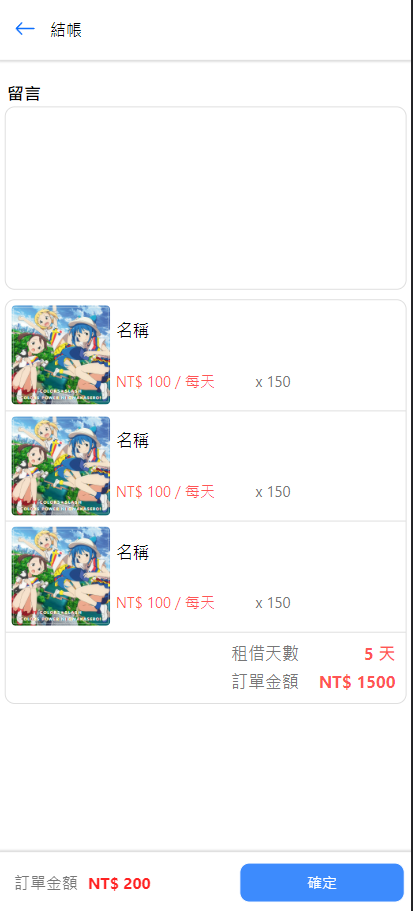 結帳
留言
名稱
NT$ 100 / 每天 x 150
名稱
NT$ 100 / 每天 x 150
名稱
NT$ 100 / 每天 x 150
租借天數 5 天
訂單金額 NT$ 1500
訂單金額 NT$ 200 確定